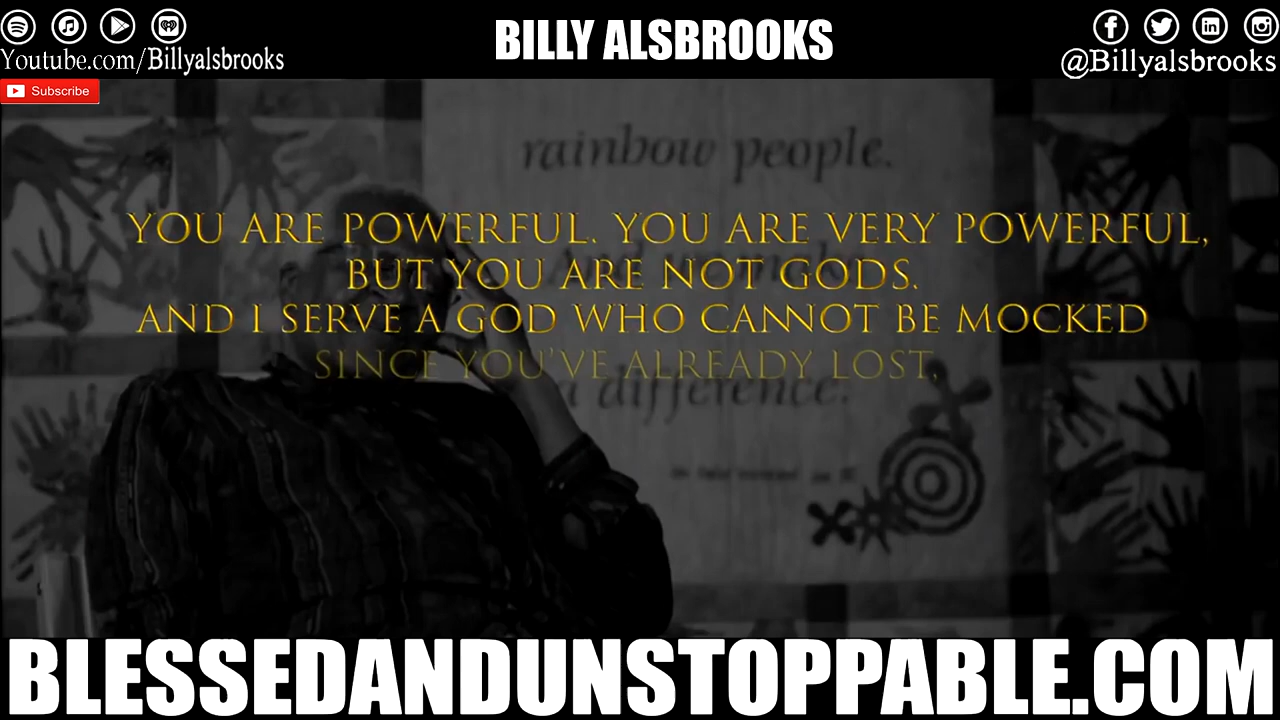 BILLY ALSBROOKS
Youtube.com/Billyalsbrooks
@Billyalsbrooks
Subscribe
rainbow people.
YOU ARE POWERFUL. YOU ARE VERY POWERFUL,
BUT YOU ARE NOT GODS.
AND I SERVE A GOD WHO CANNOT BE MOCKED
SINCE YOU'VE ALREADY LOST,
a difference.
BLESSEDANDUNSTOPPABLE.COM